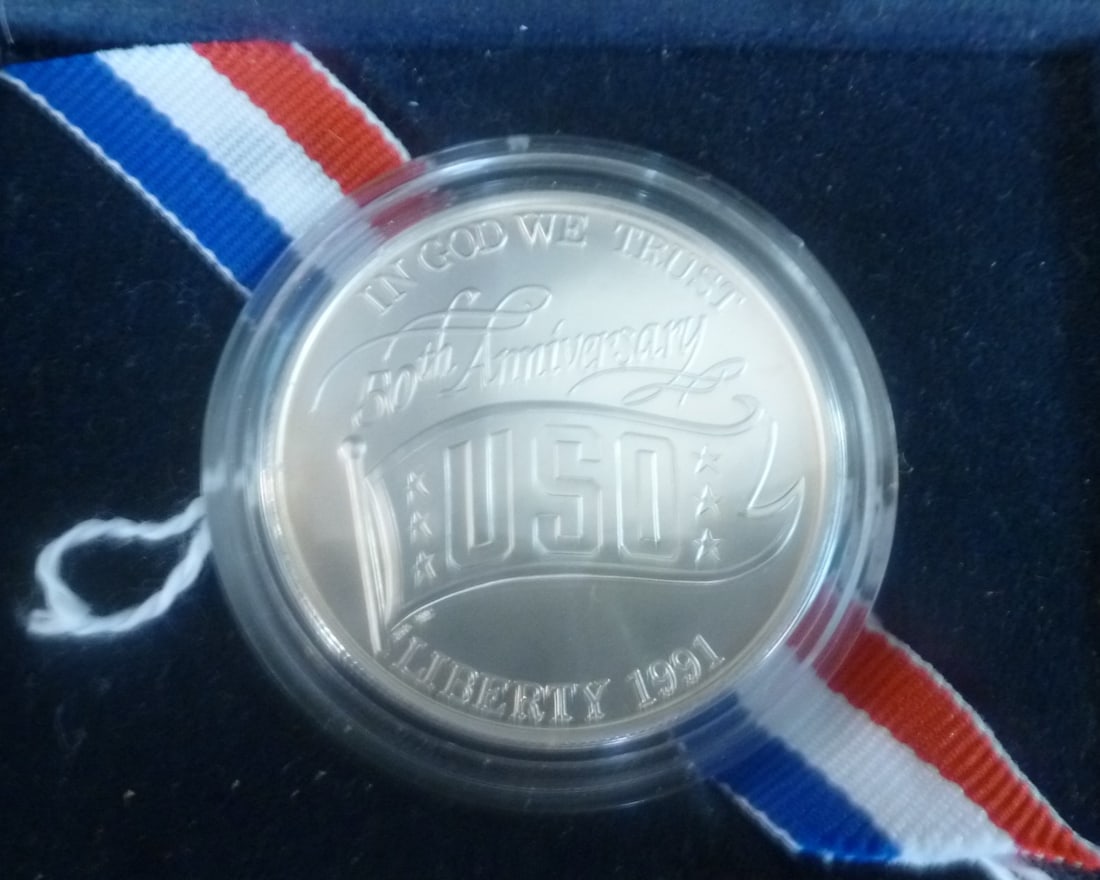 IN GOD WE TRUST
50th Anniversary
USO
LIBERTY 1991